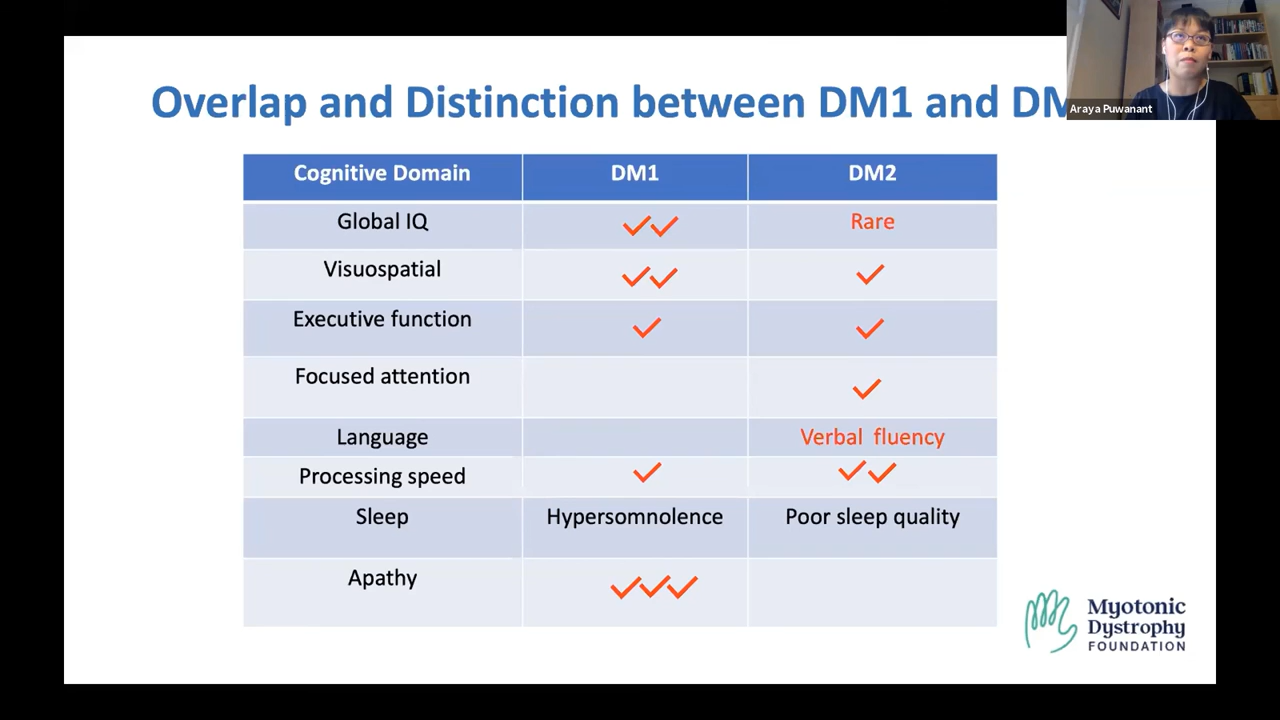 Overlap and Distinction between DM1 and DM
Araya Puwanant
Cognitive Domain DM1 DM2
Global IQ ✓✓ Rare
Visuospatial ✓✓ ✓
Executive function ✓ ✓
Focused attention ✓
Language Verbal fluency
Processing speed ✓ ✓✓
Sleep Hypersomnolence Poor sleep quality
Apathy ✓✓✓
Myotonic
Dystrophy
FOUNDATION